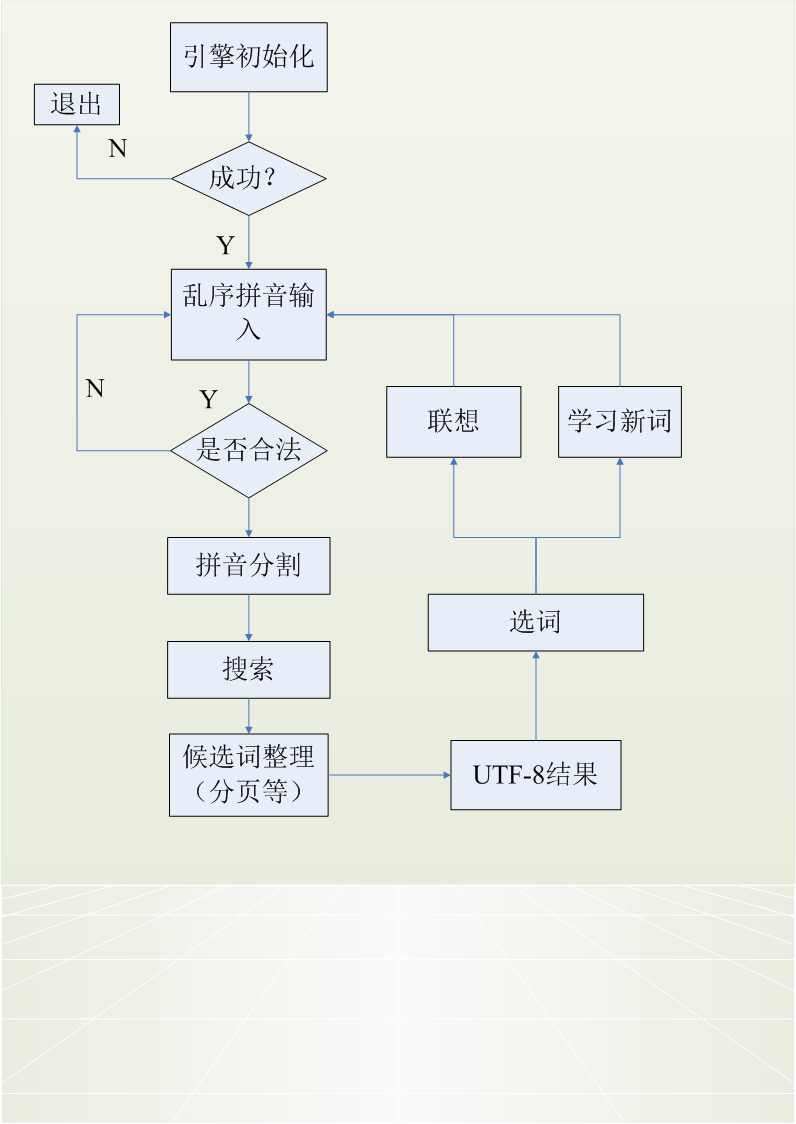 引擎初始化
退出
N
成功?
Y
乱序拼音输
入
N
Y
是否合法
联想
学习新词
拼音分割
选词
搜索
候选词整理
（分页等）
UTF-8结果